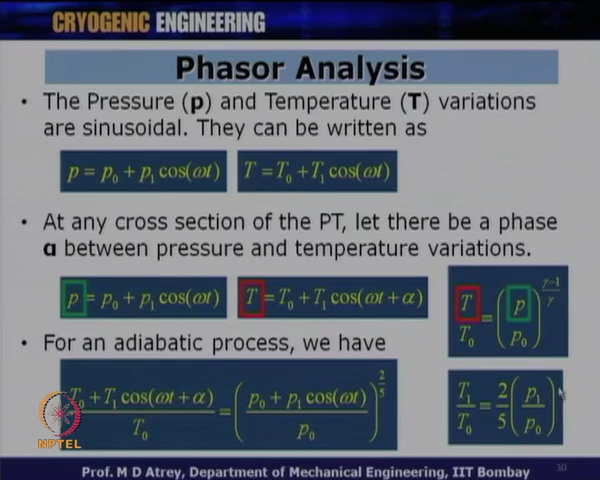 CRYOGENIC ENGINEERING
Phasor Analysis
• The Pressure (p) and Temperature (T) variations
are sinusoidal. They can be written as
p = p₀ + p₁ cos(ωt) T = T₀ + T₁ cos(ωt)
• At any cross section of the PT, let there be a phase
α between pressure and temperature variations.
p = p₀ + p₁ cos(ωt) T = T₀ + T₁ cos(ωt + α) T/T₀ = (p/p₀)^((γ−1)/γ)
• For an adiabatic process, we have
(T₀ + T₁ cos(ωt + α))/T₀ = ((p₀ + p₁ cos(ωt))/p₀)^(2/5) T₁/T₀ = 2/5 (p₁/p₀)
NPTEL
Prof. M D Atrey, Department of Mechanical Engineering, IIT Bombay 30